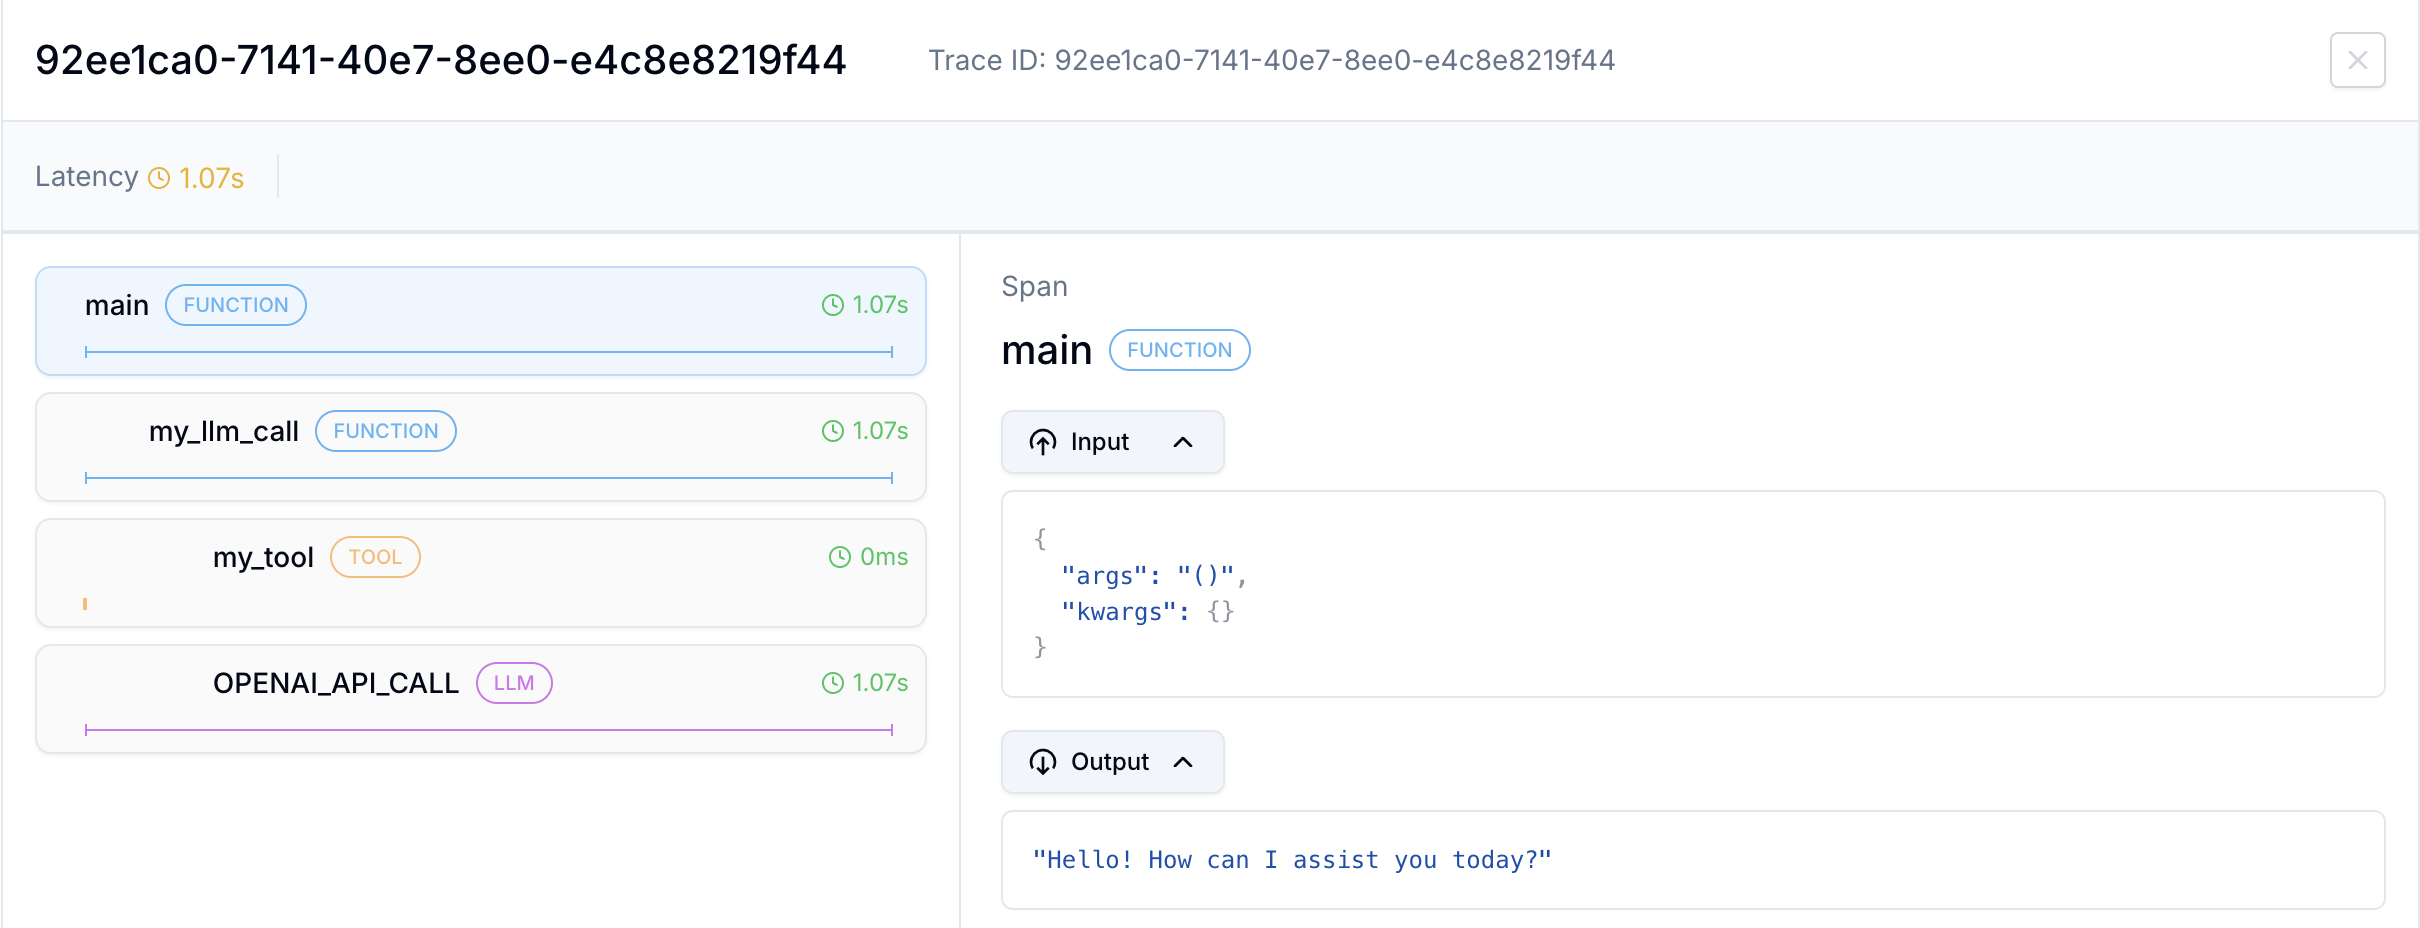 92ee1ca0-7141-40e7-8ee0-e4c8e8219f44 Trace ID: 92ee1ca0-7141-40e7-8ee0-e4c8e8219f44
Latency 1.07s
main FUNCTION 1.07s
my_llm_call FUNCTION 1.07s
my_tool TOOL 0ms
OPENAI_API_CALL LLM 1.07s
Span
main FUNCTION
Input
{
"args": "()",
"kwargs": {}
}
Output
"Hello! How can I assist you today?"